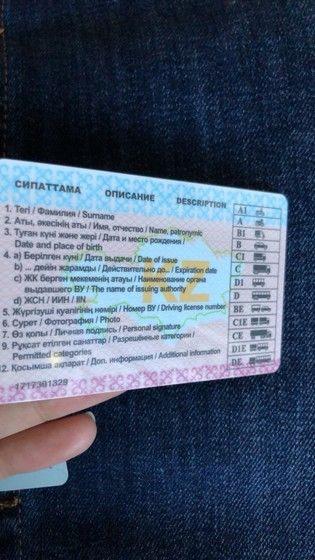 СИПАТТАМА ОПИСАНИЕ DESCRIPTION
1. Тегі / Фамилия / Surname
2. Аты, әкесінің аты / Имя, отчество / Name, patronymic
3. Туған күні және жері / Дата и место рождения /
Date and place of birth
4. a) Берілген күні / Дата выдачи / Date of issue
b) ... дейін жарамды / Действительно до.. / Expiration date
c) ЖК берген мекеменің атауы / Наименование органа
выдавшего ВУ / The name of issuing authority
d) ЖСН / ИИН / IIN
5. Жүргізуші куәлігінің нөмірі / Номер ВУ / Driving license number
6. Сурет / Фотография / Photo
7. Өз қолы / Личная подпись / Personal signature
9. Рұқсат етілген санаттар / Разрешённые категории /
Permitted categories
12. Қосымша ақпарат / Доп. информация / Additional information
1717301329
KZ
A1
A
B1
B
C1
C
D1
D
BE
C1E
CE
D1E
DE